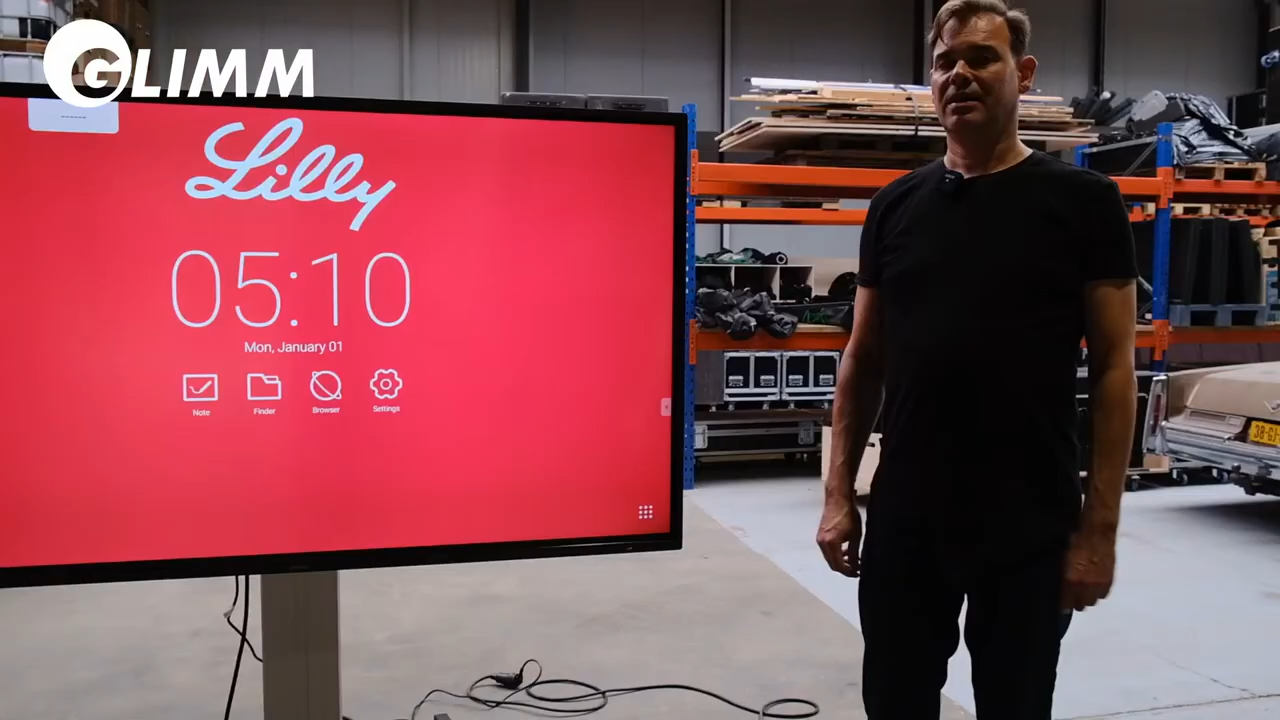 GLIMM
Lilly
05:10
Mon, January 01
Note
Finder
Browser
Settings